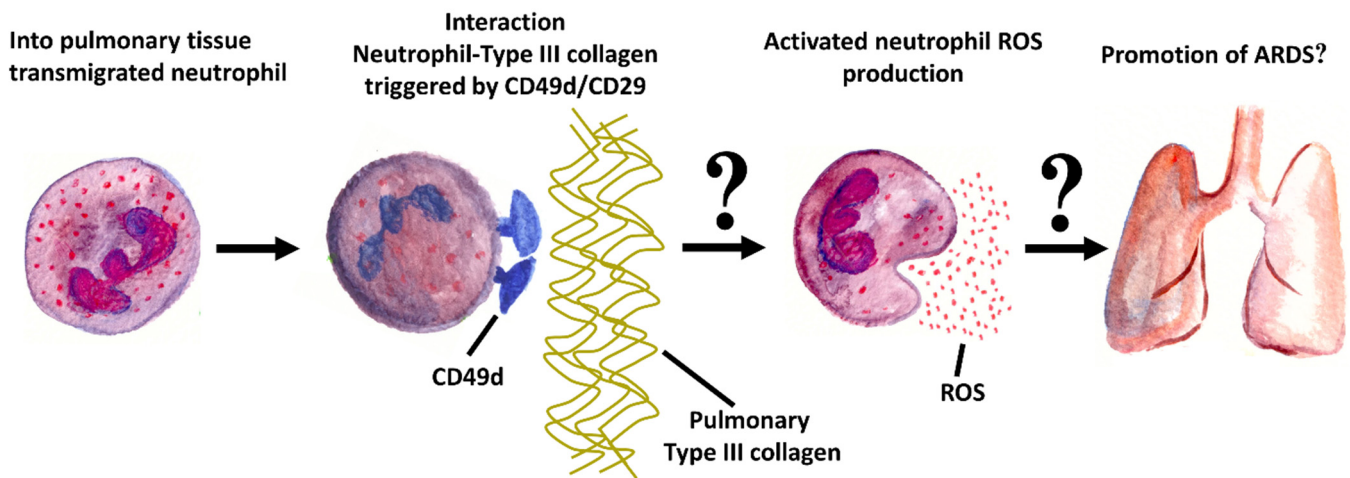 Into pulmonary tissue
transmigrated neutrophil
Interaction
Neutrophil-Type III collagen
triggered by CD49d/CD29
Activated neutrophil ROS
production
Promotion of ARDS?
?
?
CD49d
Pulmonary
Type III collagen
ROS